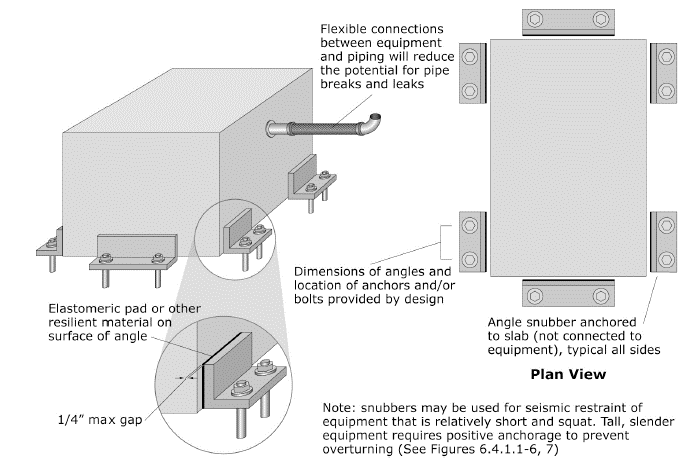 Flexible connections
between equipment
and piping will reduce
the potential for pipe
breaks and leaks
Dimensions of angles and
location of anchors and/or
bolts provided by design
Elastomeric pad or other
resilient material on
surface of angle
1/4” max gap
Angle snubber anchored
to slab (not connected to
equipment), typical all sides
Plan View
Note: snubbers may be used for seismic restraint of
equipment that is relatively short and squat. Tall, slender
equipment requires positive anchorage to prevent
overturning (See Figures 6.4.1.1-6, 7)